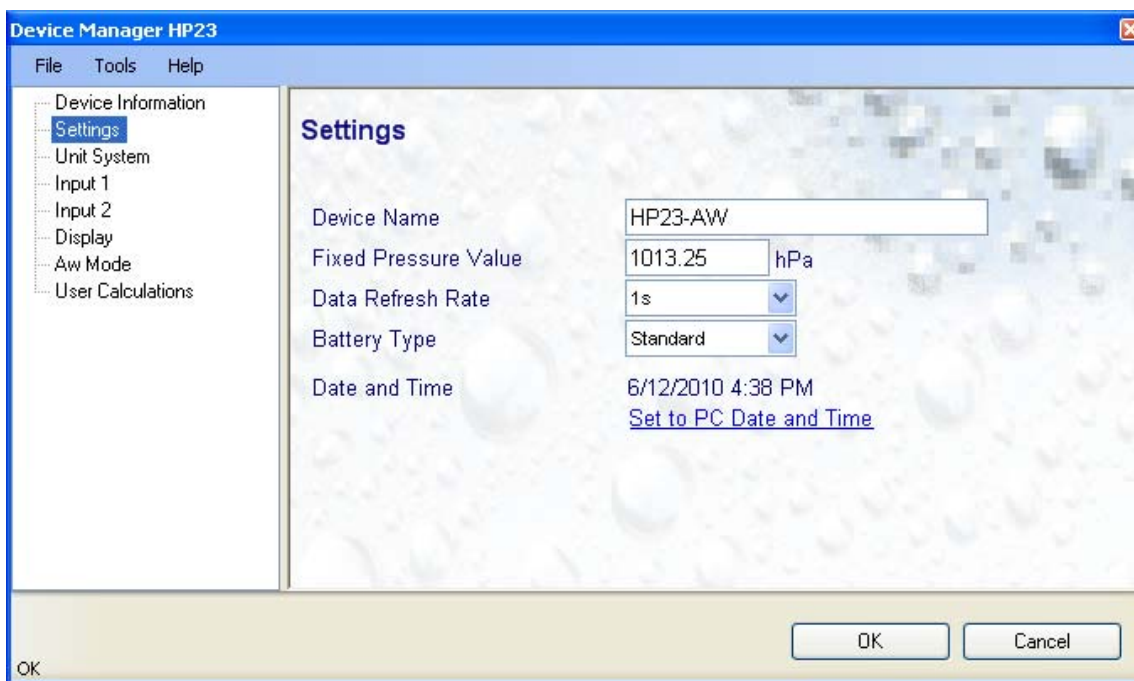 Device Manager HP23
File Tools Help
Device Information
Settings
Unit System
Input 1
Input 2
Display
Aw Mode
User Calculations
Settings
Device Name HP23-AW
Fixed Pressure Value 1013.25 hPa
Data Refresh Rate 1s
Battery Type Standard
Date and Time 6/12/2010 4:38 PM
Set to PC Date and Time
OK Cancel
OK